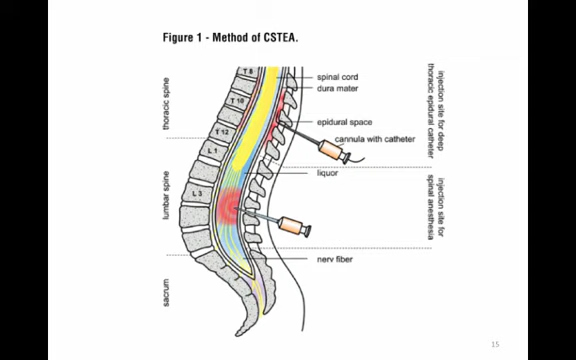 Figure 1 - Method of CSTEA.
T 8
T 10
T 12
L 1
L 3
thoracic spine
lumbar spine
sacrum
spinal cord
dura mater
epidural space
cannula with catheter
liquor
nerv fiber
injection site for deep
thoracic epidural catheter
injection site for
spinal anesthesia
15